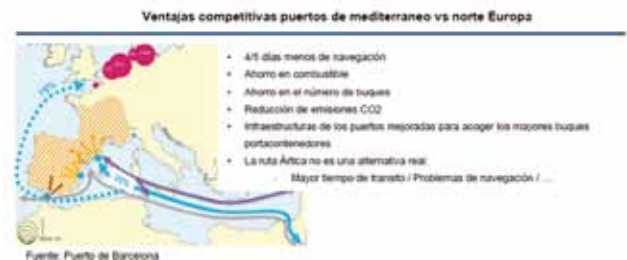 Ventajas competitivas puertos de mediterraneo vs norte Europa
• 4/5 días menos de navegación
• Ahorro en combustible
• Ahorro en el número de buques
• Reducción de emisiones CO2
• Infraestructuras de los puertos mejoradas para acoger los mayores buques
portacontenedores
• La ruta Ártica no es una alternativa real:
Mayor tiempo de transito / Problemas de navegación / ...
Fuente: Puerto de Barcelona